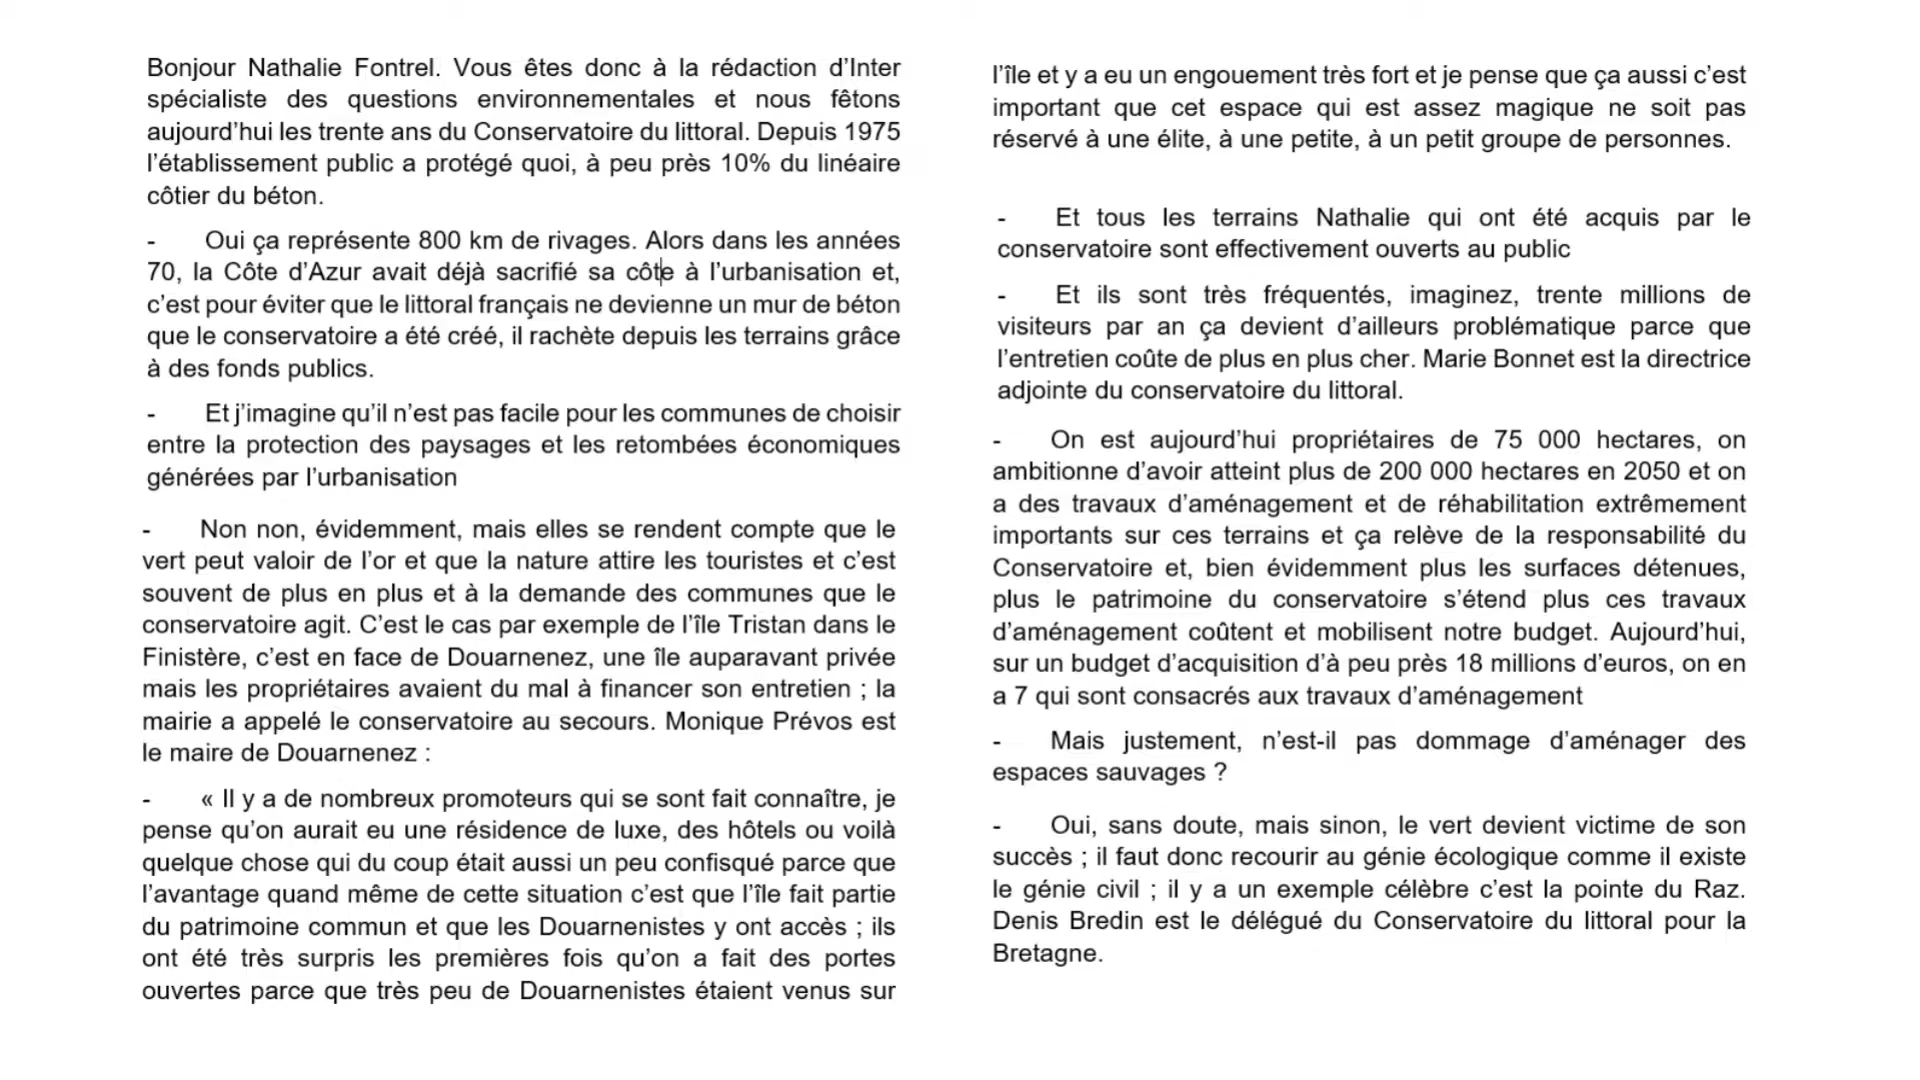 Bonjour Nathalie Fontrel. Vous êtes donc à la rédaction d’Inter
spécialiste des questions environnementales et nous fêtons
aujourd’hui les trente ans du Conservatoire du littoral. Depuis 1975
l’établissement public a protégé quoi, à peu près 10% du linéaire
côtier du béton.
- Oui ça représente 800 km de rivages. Alors dans les années
70, la Côte d’Azur avait déjà sacrifié sa côte à l’urbanisation et,
c’est pour éviter que le littoral français ne devienne un mur de béton
que le conservatoire a été créé, il rachète depuis les terrains grâce
à des fonds publics.
- Et j’imagine qu’il n’est pas facile pour les communes de choisir
entre la protection des paysages et les retombées économiques
générées par l’urbanisation
- Non non, évidemment, mais elles se rendent compte que le
vert peut valoir de l’or et que la nature attire les touristes et c’est
souvent de plus en plus et à la demande des communes que le
conservatoire agit. C’est le cas par exemple de l’île Tristan dans le
Finistère, c’est en face de Douarnenez, une île auparavant privée
mais les propriétaires avaient du mal à financer son entretien ; la
mairie a appelé le conservatoire au secours. Monique Prévos est
le maire de Douarnenez :
- « Il y a de nombreux promoteurs qui se sont fait connaître, je
pense qu’on aurait eu une résidence de luxe, des hôtels ou voilà
quelque chose qui du coup était aussi un peu confisqué parce que
l’avantage quand même de cette situation c’est que l’île fait partie
du patrimoine commun et que les Douarnenistes y ont accès ; ils
ont été très surpris les premières fois qu’on a fait des portes
ouvertes parce que très peu de Douarnenistes étaient venus sur
l’île et y a eu un engouement très fort et je pense que ça aussi c’est
important que cet espace qui est assez magique ne soit pas
réservé à une élite, à une petite, à un petit groupe de personnes.
- Et tous les terrains Nathalie qui ont été acquis par le
conservatoire sont effectivement ouverts au public
- Et ils sont très fréquentés, imaginez, trente millions de
visiteurs par an ça devient d’ailleurs problématique parce que
l’entretien coûte de plus en plus cher. Marie Bonnet est la directrice
adjointe du conservatoire du littoral.
- On est aujourd’hui propriétaires de 75 000 hectares, on
ambitionne d’avoir atteint plus de 200 000 hectares en 2050 et on
a des travaux d’aménagement et de réhabilitation extrêmement
importants sur ces terrains et ça relève de la responsabilité du
Conservatoire et, bien évidemment plus les surfaces détenues,
plus le patrimoine du conservatoire s’étend plus ces travaux
d’aménagement coûtent et mobilisent notre budget. Aujourd’hui,
sur un budget d’acquisition d’à peu près 18 millions d’euros, on en
a 7 qui sont consacrés aux travaux d’aménagement
- Mais justement, n’est-il pas dommage d’aménager des
espaces sauvages ?
- Oui, sans doute, mais sinon, le vert devient victime de son
succès ; il faut donc recourir au génie écologique comme il existe
le génie civil ; il y a un exemple célèbre c’est la pointe du Raz.
Denis Bredin est le délégué du Conservatoire du littoral pour la
Bretagne.